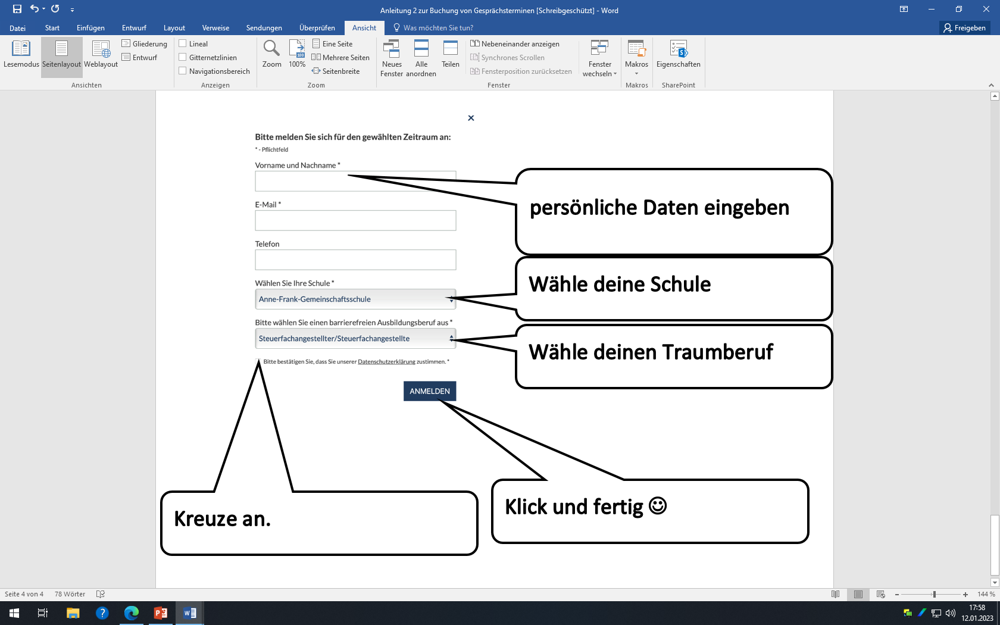 Anleitung 2 zur Buchung von Gesprächsterminen [Schreibgeschützt] - Word
Datei Start Einfügen Entwurf Layout Verweise Sendungen Überprüfen Ansicht Was möchten Sie tun? Freigeben
Lesemodus Seitenlayout Weblayout
Gliederung
Entwurf
Ansichten
Lineal
Gitternetzlinien
Navigationsbereich
Anzeigen
Zoom
100%
100
Eine Seite
Mehrere Seiten
Seitenbreite
Zoom
Neues
Fenster
Alle
anordnen
Teilen
Nebeneinander anzeigen
Synchrones Scrollen
Fensterposition zurücksetzen
Fenster
wechseln
Fenster
Makros
Makros
Eigenschaften
SharePoint
Bitte melden Sie sich für den gewählten Zeitraum an:
* - Pflichtfeld
Vorname und Nachname *
persönliche Daten eingeben
E-Mail *
Telefon
Wählen Sie Ihre Schule *
Anne-Frank-Gemeinschaftsschule
Wähle deine Schule
Bitte wählen Sie einen barrierefreien Ausbildungsberuf aus *
Steuerfachangestellter/Steuerfachangestellte
Wähle deinen Traumberuf
Bitte bestätigen Sie, dass Sie unserer Datenschutzerklärung zustimmen. *
ANMELDEN
Kreuze an.
Klick und fertig ☺
Seite 4 von 4 78 Wörter 144 %
17:58
12.01.2023